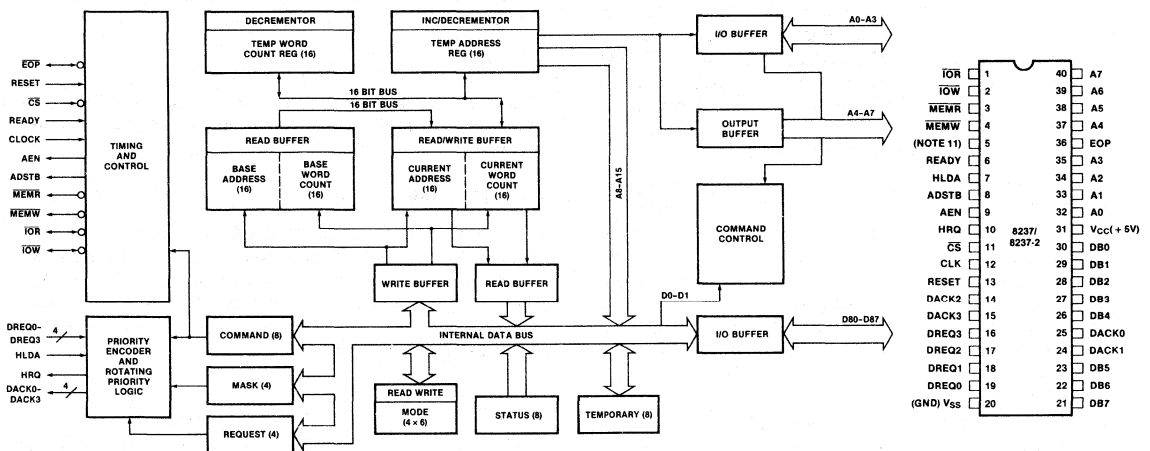 DECREMENTOR
TEMP WORD
COUNT REG (16)
INC/DECREMENTOR
TEMP ADDRESS
REG (16)
I/O BUFFER
A0-A3
16 BIT BUS
16 BIT BUS
OUTPUT
BUFFER
A4-A7
EOP
RESET
CS
READY
CLOCK
AEN
ADSTB
MEMR
MEMW
IOR
IOW
TIMING
AND
CONTROL
READ BUFFER
BASE
ADDRESS
(16)
BASE
WORD
COUNT
(16)
READ/WRITE BUFFER
CURRENT
ADDRESS
(16)
CURRENT
WORD
COUNT
(16)
A8-A15
COMMAND
CONTROL
WRITE BUFFER
READ BUFFER
D0-D1
DREQ0-
DREQ3
4
HLDA
HRQ
DACK0-
DACK3
4
PRIORITY
ENCODER
AND
ROTATING
PRIORITY
LOGIC
COMMAND (8)
MASK (4)
REQUEST (4)
INTERNAL DATA BUS
I/O BUFFER
D80-D87
READ WRITE
MODE
(4 × 6)
STATUS (8)
TEMPORARY (8)
IOR 1
IOW 2
MEMR 3
MEMW 4
(NOTE 11) 5
READY 6
HLDA 7
ADSTB 8
AEN 9
HRQ 10
CS 11
CLK 12
RESET 13
DACK2 14
DACK3 15
DREQ3 16
DREQ2 17
DREQ1 18
DREQ0 19
(GND) VSS 20
8237/
8237-2
40 A7
39 A6
38 A5
37 A4
36 EOP
35 A3
34 A2
33 A1
32 A0
31 VCC(+5V)
30 DB0
29 DB1
28 DB2
27 DB3
26 DB4
25 DACK0
24 DACK1
23 DB5
22 DB6
21 DB7